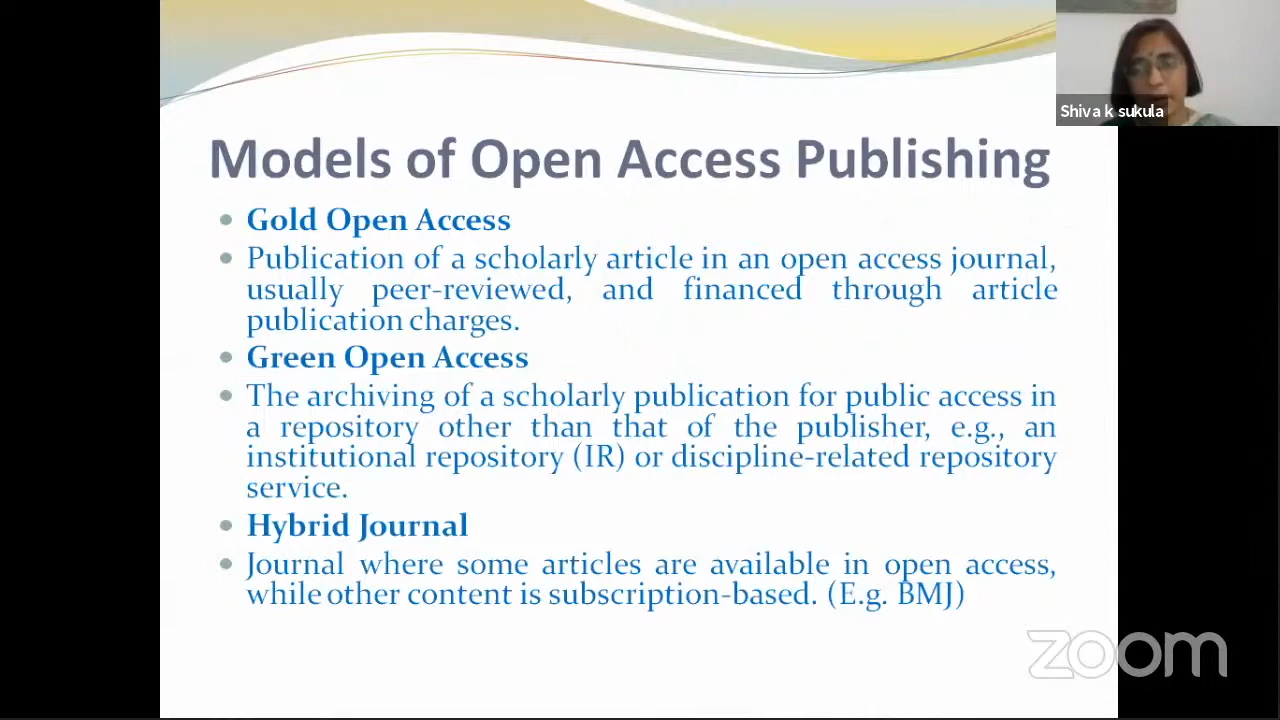 Shiva k sukula
Models of Open Access Publishing
Gold Open Access
Publication of a scholarly article in an open access journal,
usually peer-reviewed, and financed through article
publication charges.
Green Open Access
The archiving of a scholarly publication for public access in
a repository other than that of the publisher, e.g., an
institutional repository (IR) or discipline-related repository
service.
Hybrid Journal
Journal where some articles are available in open access,
while other content is subscription-based. (E.g. BMJ)
zoom